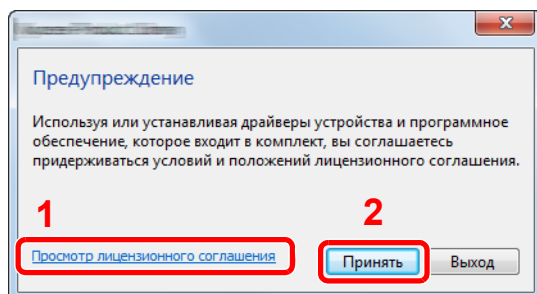 Предупреждение
Используя или устанавливая драйверы устройства и программное
обеспечение, которое входит в комплект, вы соглашаетесь
придерживаться условий и положений лицензионного соглашения.
1
2
Просмотр лицензионного соглашения
Принять
Выход